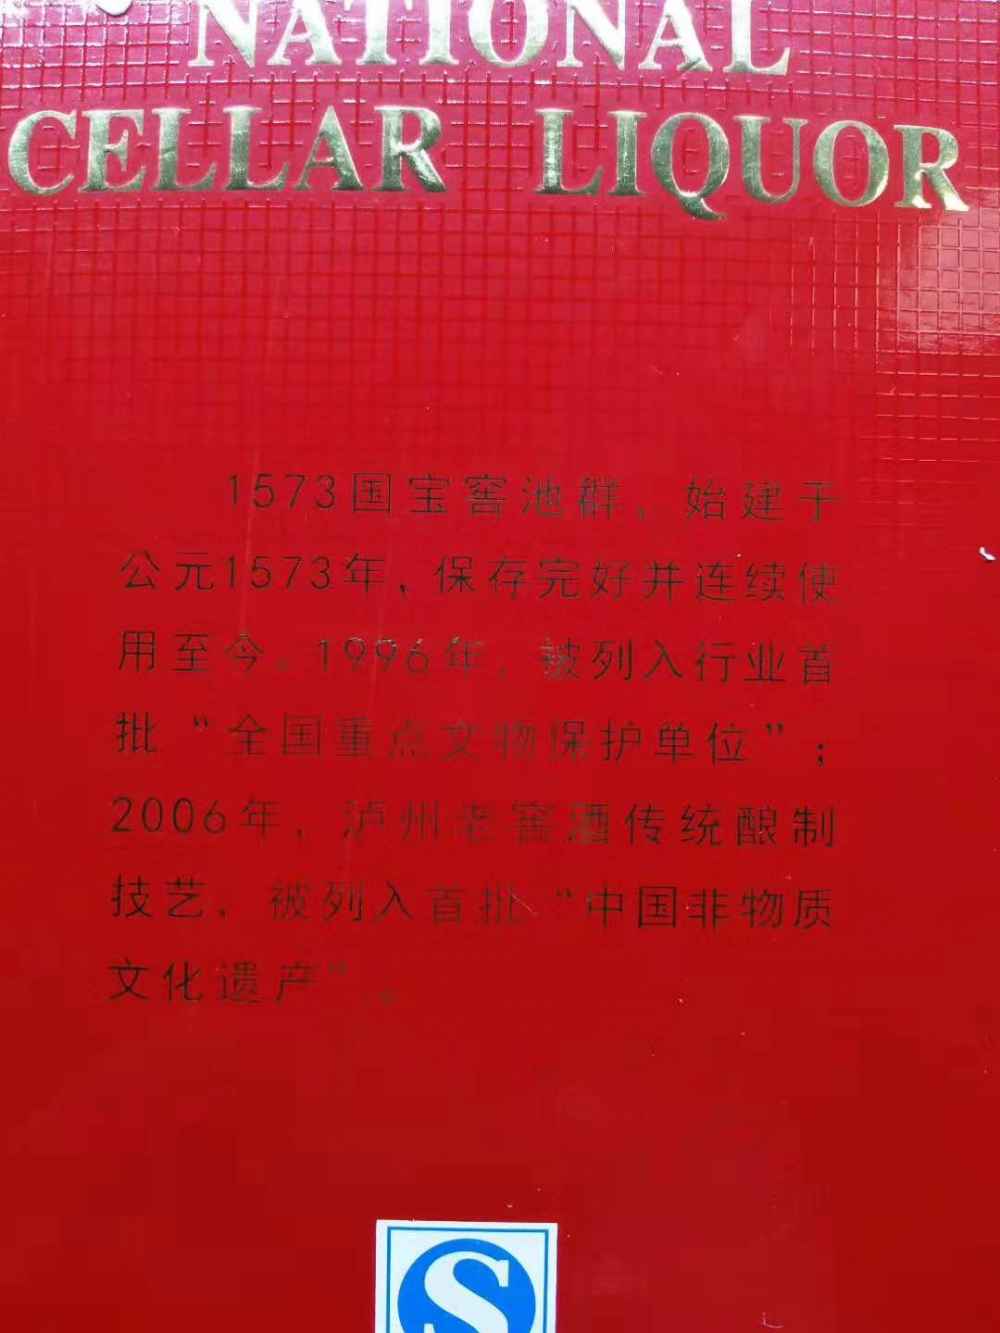 NATIONAL
CELLAR LIQUOR
1573国宝窖池群，始建于
公元1573年，保存完好并连续使
用至今。1996年，被列入行业首
批“全国重点文物保护单位”；
2006年，泸州老窖酒传统酿制
技艺，被列入首批“中国非物质
文化遗产”。
S